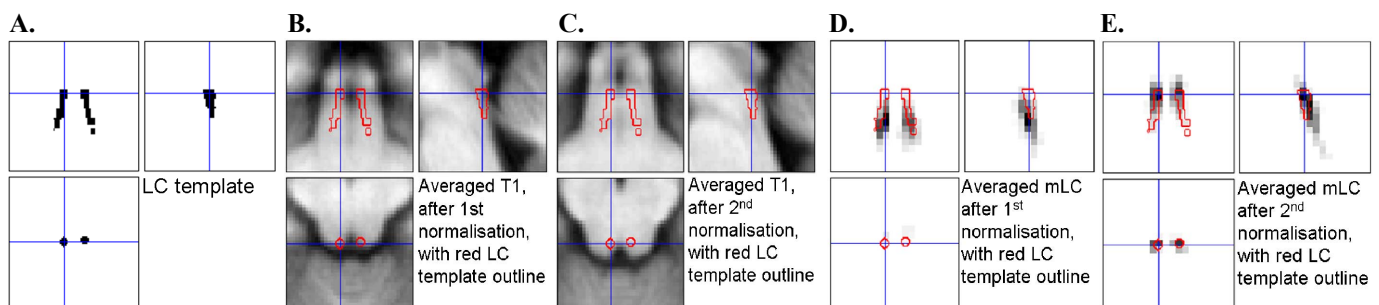 A.
B.
C.
D.
E.
LC template
Averaged T1,
after 1st
normalisation,
with red LC
template outline
Averaged T1,
after 2nd
normalisation,
with red LC
template outline
Averaged mLC
after 1st
normalisation,
with red LC
template outline
Averaged mLC
after 2nd
normalisation,
with red LC
template outline